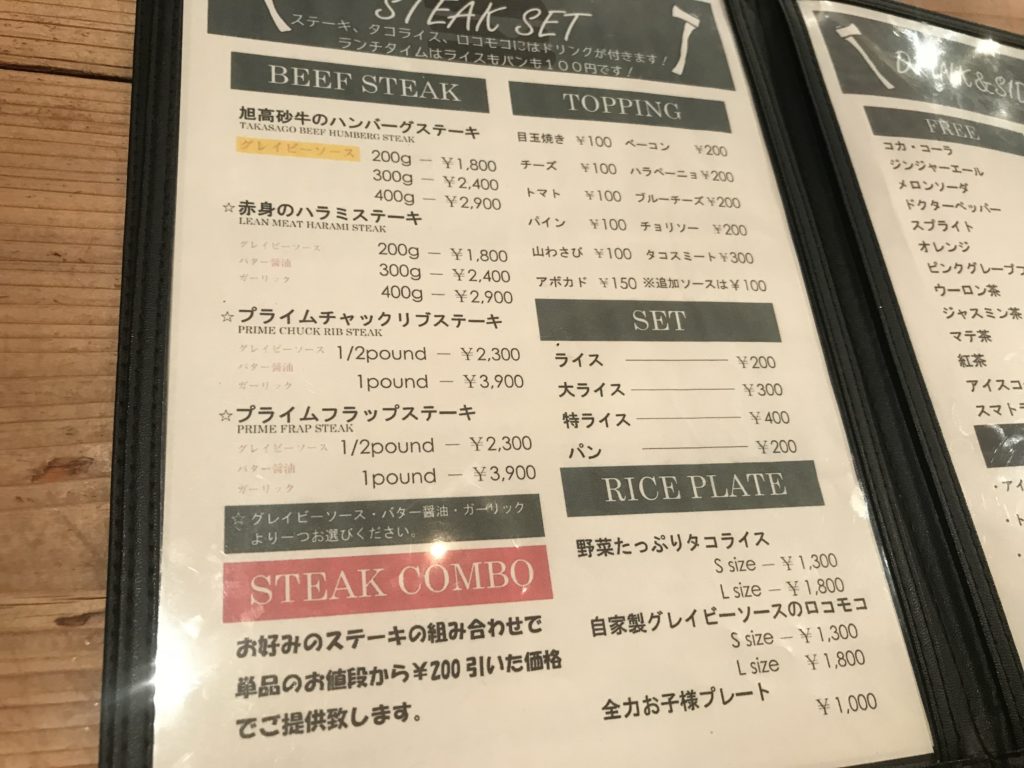 STEAK SET
ステーキ、タコライス、ロコモコにはドリンクが付きます！
ランチタイムはライスもパンも１００円です！
BEEF STEAK
旭高砂牛のハンバーグステーキ
TAKASAGO BEEF HUMBERG STEAK
グレイビーソース
200g － ￥1,800
300g － ￥2,400
400g － ￥2,900
☆赤身のハラミステーキ
LEAN MEAT HARAMI STEAK
グレイビーソース
バター醤油
ガーリック
200g － ￥1,800
300g － ￥2,400
400g － ￥2,900
☆プライムチャックリブステーキ
PRIME CHUCK RIB STEAK
グレイビーソース
バター醤油
ガーリック
1/2pound － ￥2,300
1pound － ￥3,900
☆プライムフラップステーキ
PRIME FRAP STEAK
グレイビーソース
バター醤油
ガーリック
1/2pound － ￥2,300
1pound － ￥3,900
☆ グレイビーソース・バター醤油・ガーリック
より一つお選びください。
STEAK COMBO
お好みのステーキの組み合わせで
単品のお値段から￥200 引いた価格
でご提供致します。
TOPPING
目玉焼き ￥100 ベーコン ￥200
チーズ ￥100 ハラペーニョ￥200
トマト ￥100 ブルーチーズ￥200
パイン ￥100 チョリソー ￥200
山わさび ￥100 タコスミート￥300
アボカド ￥150 ※追加ソースは￥100
SET
ライス ￥200
大ライス ￥300
特ライス ￥400
パン ￥200
RICE PLATE
野菜たっぷりタコライス
S size － ￥1,300
L size － ￥1,800
自家製グレイビーソースのロコモコ
S size － ￥1,300
L size ￥1,800
全力お子様プレート ￥1,000
FREE
コカ・コーラ
ジンジャーエール
メロンソーダ
ドクターペッパー
スプライト
オレンジ
ピンクグレープフ
ウーロン茶
ジャスミン茶
マテ茶
紅茶
アイスコ
スマトラ